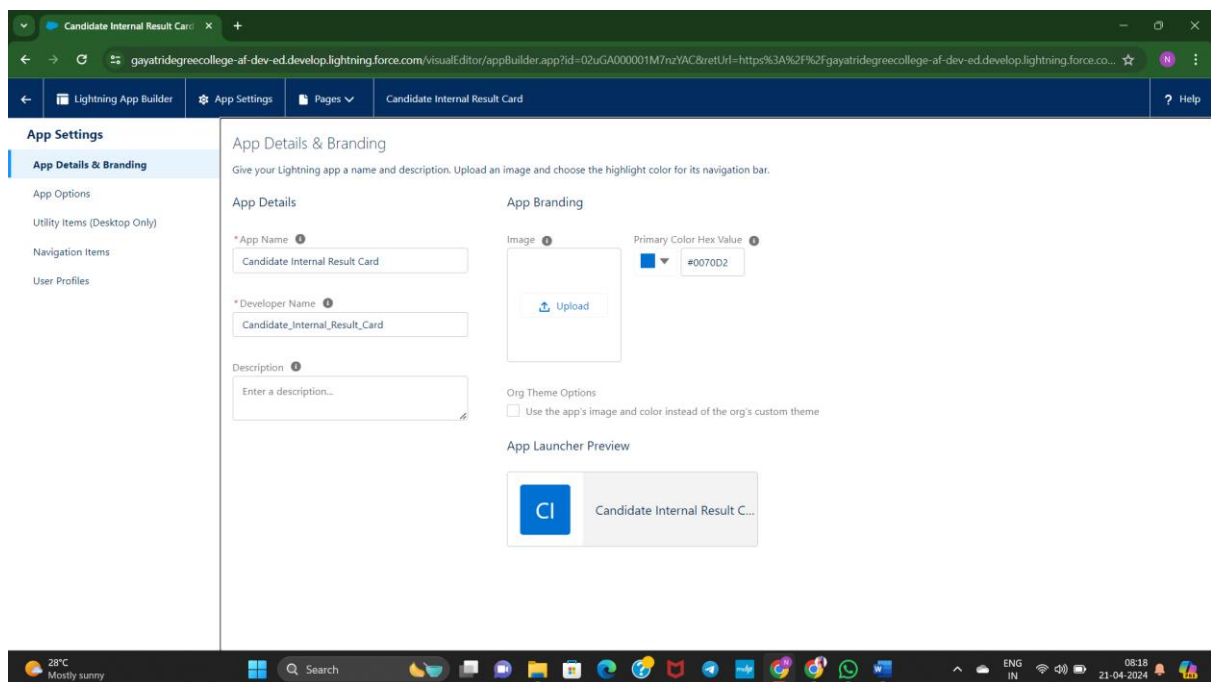 Candidate Internal Result Card
gayatridegreecollege-af-dev-ed.develop.lightning.force.com/visualEditor/appBuilder.app?id=02uGA000001M7nzYAC&retUrl=https%3A%2F%2Fgayatridegreecollege-af-dev-ed.develop.lightning.force.co...
N
Lightning App Builder
App Settings
Pages
Candidate Internal Result Card
? Help
App Settings
App Details & Branding
App Options
Utility Items (Desktop Only)
Navigation Items
User Profiles
App Details & Branding
Give your Lightning app a name and description. Upload an image and choose the highlight color for its navigation bar.
App Details
*App Name
Candidate Internal Result Card
*Developer Name
Candidate_Internal_Result_Card
Description
Enter a description...
App Branding
Image
Upload
Primary Color Hex Value
#0070D2
Org Theme Options
Use the app's image and color instead of the org's custom theme
App Launcher Preview
CI
Candidate Internal Result C...
28°C
Mostly sunny
Search
ENG
IN
08:18
21-04-2024